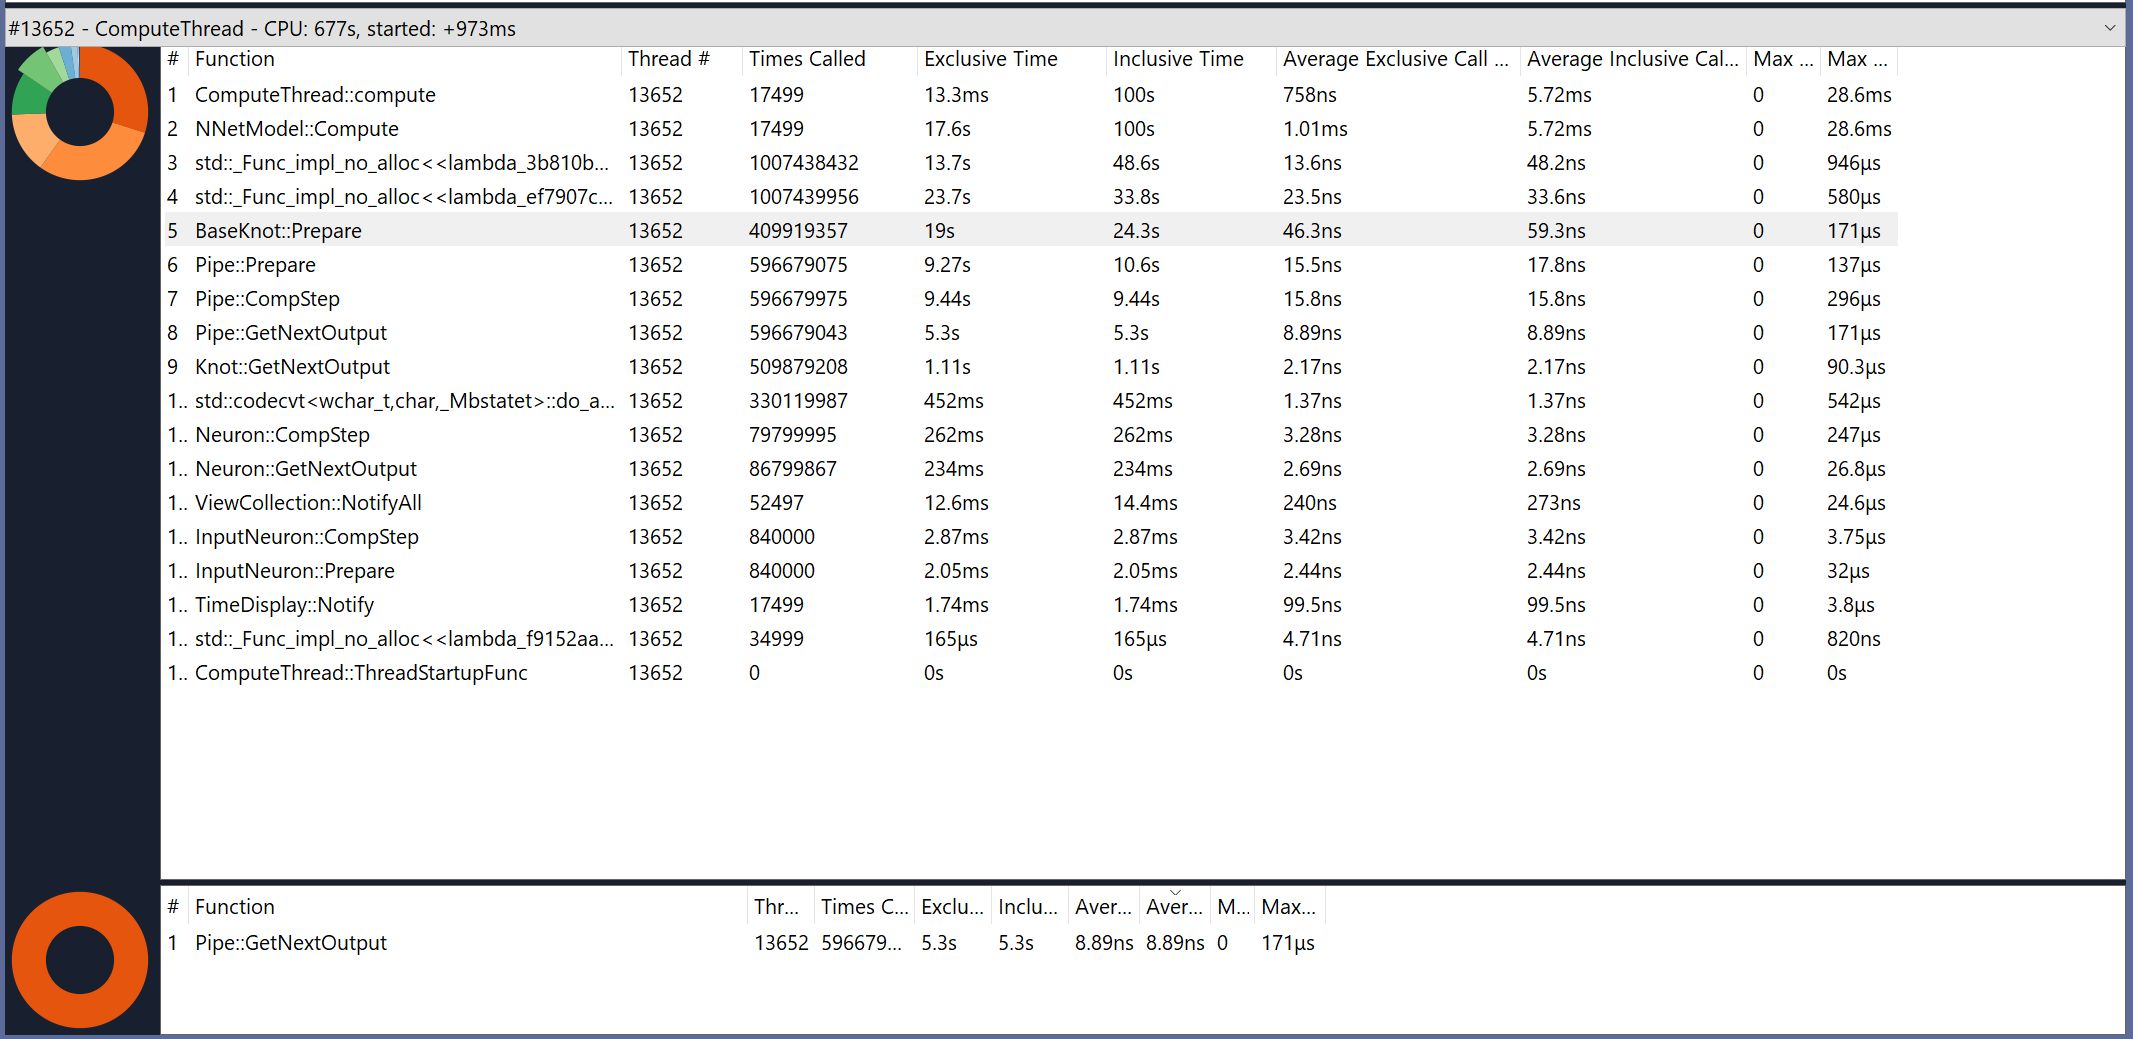 #13652 - ComputeThread - CPU: 677s, started: +973ms
# Function Thread # Times Called Exclusive Time Inclusive Time Average Exclusive Call ... Average Inclusive Cal... Max ... Max ...
1 ComputeThread::compute 13652 17499 13.3ms 100s 758ns 5.72ms 0 28.6ms
2 NNetModel::Compute 13652 17499 17.6s 100s 1.01ms 5.72ms 0 28.6ms
3 std::_Func_impl_no_alloc<<lambda_3b810b... 13652 1007438432 13.7s 48.6s 13.6ns 48.2ns 0 946µs
4 std::_Func_impl_no_alloc<<lambda_ef7907c... 13652 1007439956 23.7s 33.8s 23.5ns 33.6ns 0 580µs
5 BaseKnot::Prepare 13652 409919357 19s 24.3s 46.3ns 59.3ns 0 171µs
6 Pipe::Prepare 13652 596679075 9.27s 10.6s 15.5ns 17.8ns 0 137µs
7 Pipe::CompStep 13652 596679975 9.44s 9.44s 15.8ns 15.8ns 0 296µs
8 Pipe::GetNextOutput 13652 596679043 5.3s 5.3s 8.89ns 8.89ns 0 171µs
9 Knot::GetNextOutput 13652 509879208 1.11s 1.11s 2.17ns 2.17ns 0 90.3µs
1.. std::codecvt<wchar_t,char,_Mbstatet>::do_a... 13652 330119987 452ms 452ms 1.37ns 1.37ns 0 542µs
1.. Neuron::CompStep 13652 79799995 262ms 262ms 3.28ns 3.28ns 0 247µs
1.. Neuron::GetNextOutput 13652 86799867 234ms 234ms 2.69ns 2.69ns 0 26.8µs
1.. ViewCollection::NotifyAll 13652 52497 12.6ms 14.4ms 240ns 273ns 0 24.6µs
1.. InputNeuron::CompStep 13652 840000 2.87ms 2.87ms 3.42ns 3.42ns 0 3.75µs
1.. InputNeuron::Prepare 13652 840000 2.05ms 2.05ms 2.44ns 2.44ns 0 32µs
1.. TimeDisplay::Notify 13652 17499 1.74ms 1.74ms 99.5ns 99.5ns 0 3.8µs
1.. std::_Func_impl_no_alloc<<lambda_f9152aa... 13652 34999 165µs 165µs 4.71ns 4.71ns 0 820ns
1.. ComputeThread::ThreadStartupFunc 13652 0 0s 0s 0s 0s 0 0s
# Function Thr... Times C... Exclu... Inclu... Aver... Aver... M... Max...
1 Pipe::GetNextOutput 13652 596679... 5.3s 5.3s 8.89ns 8.89ns 0 171µs